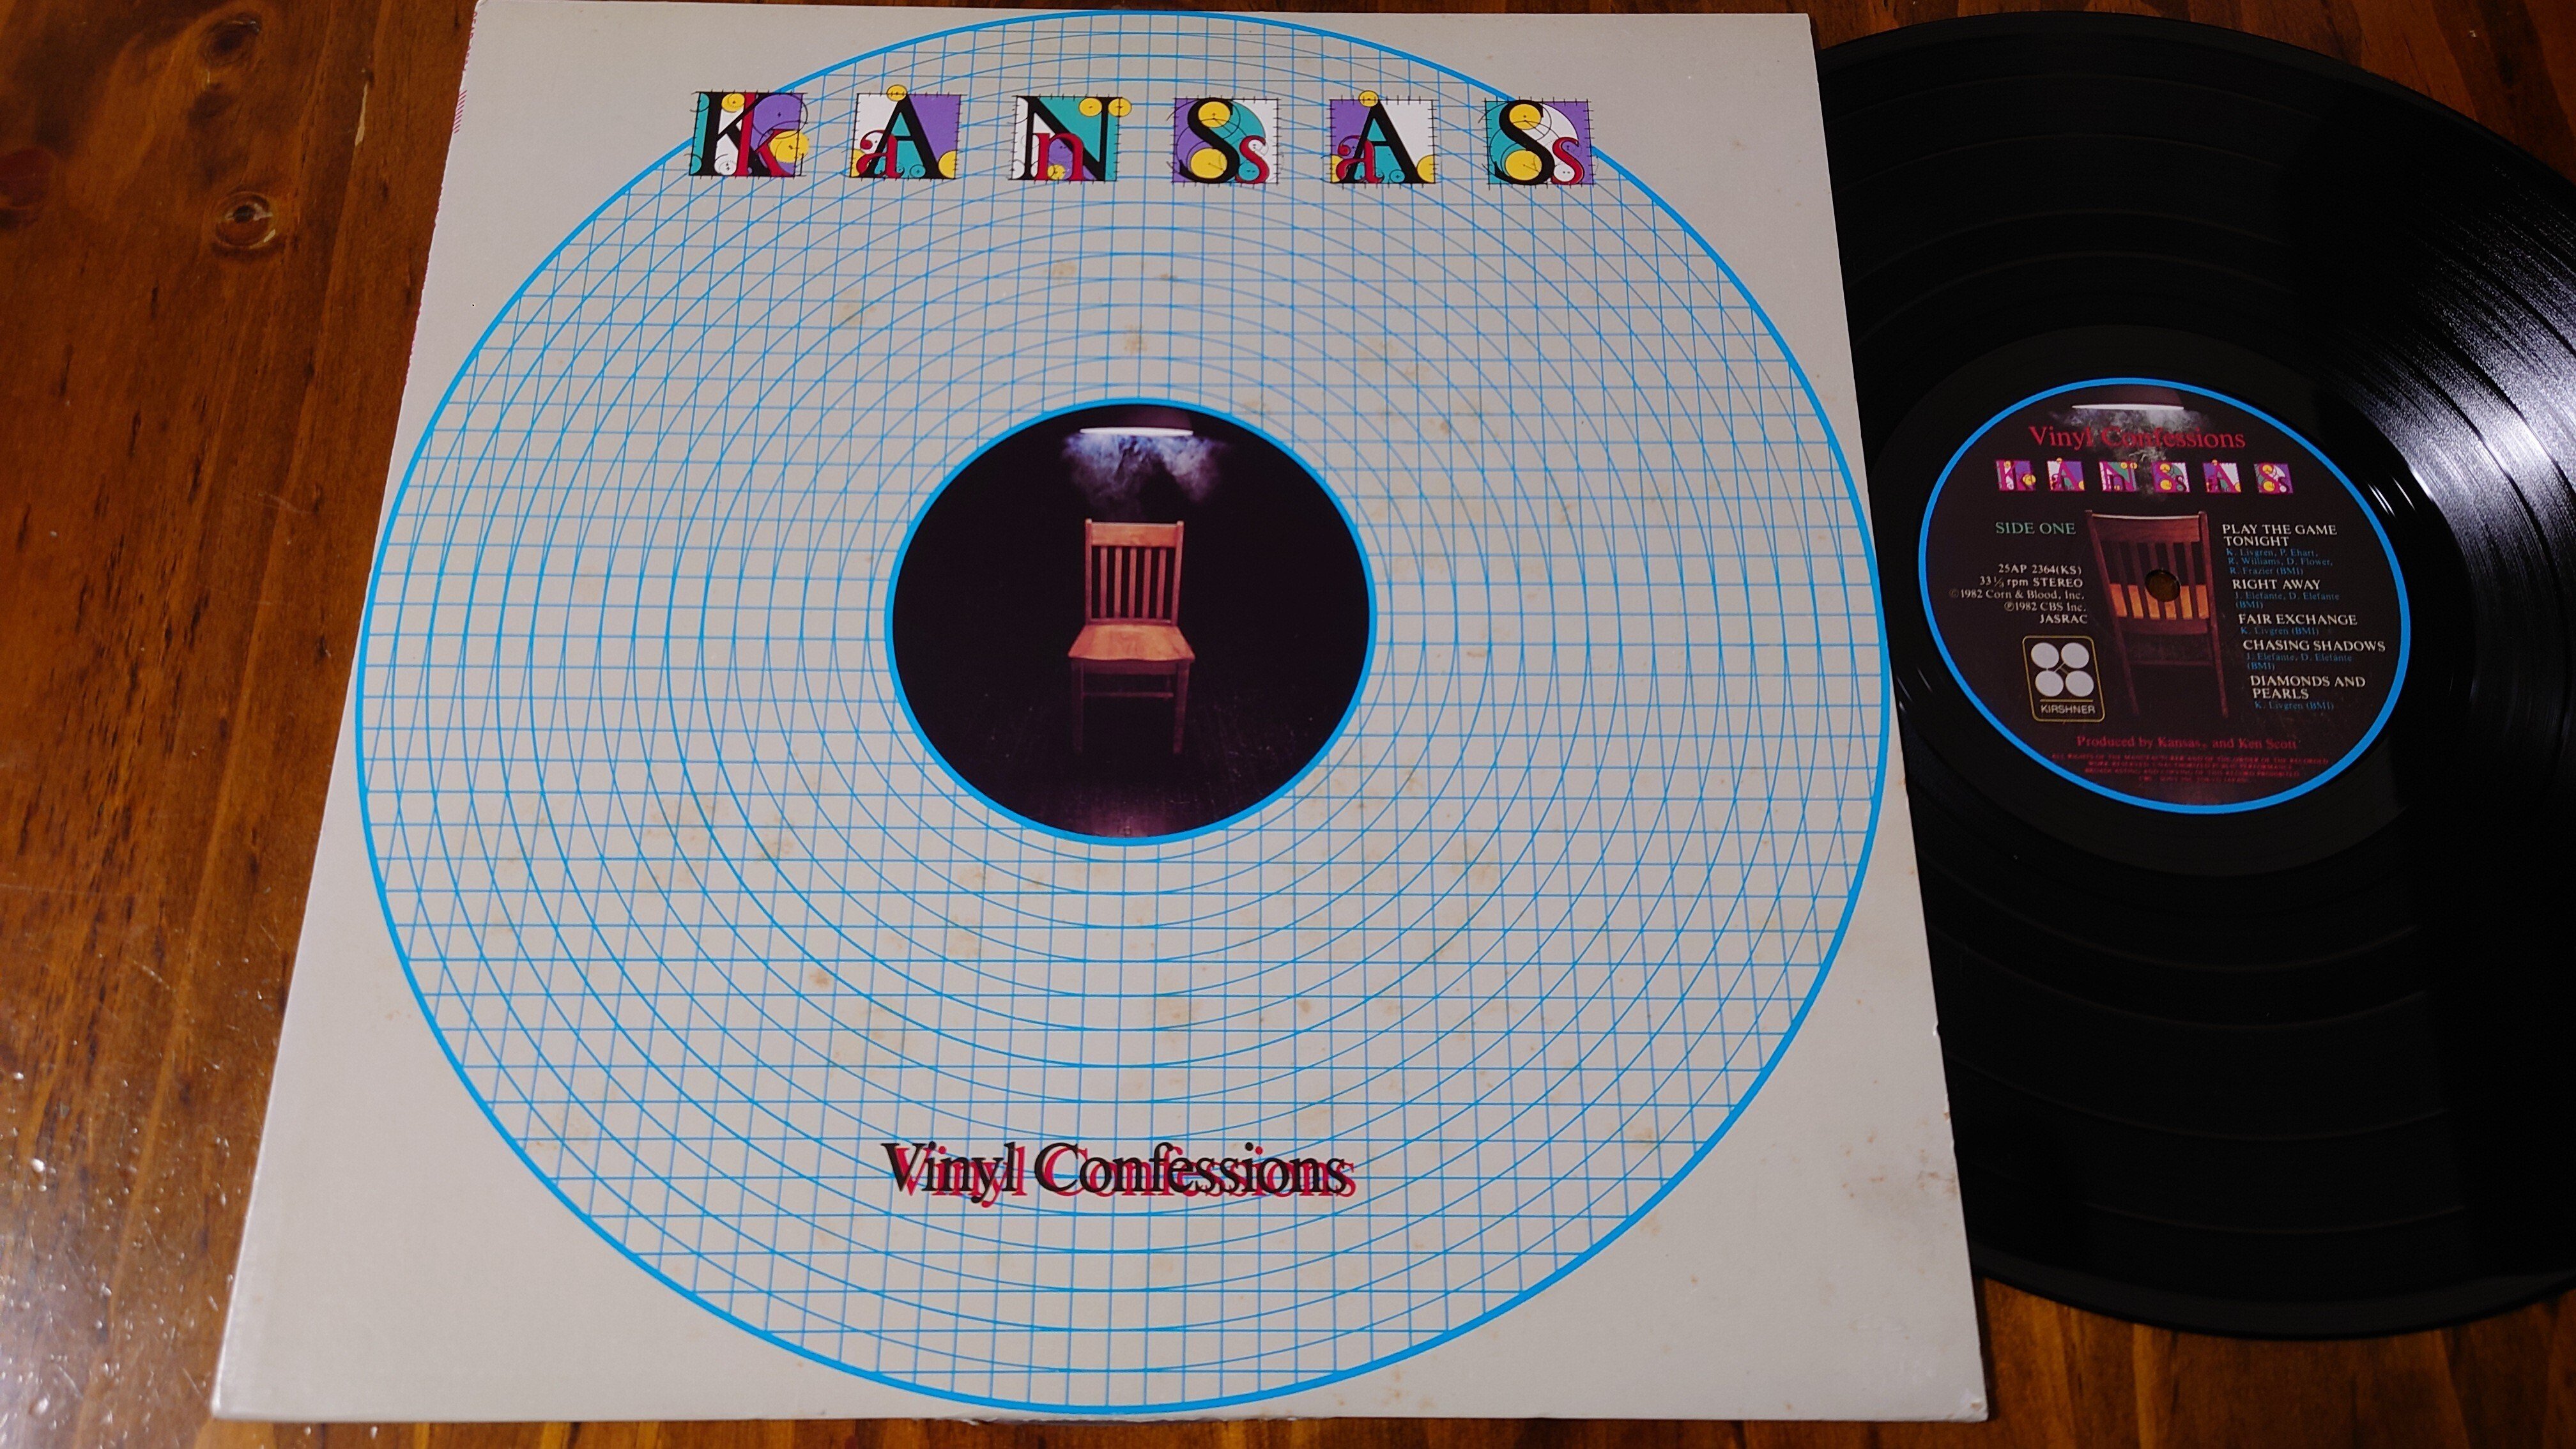 KANSAS
Vinyl Confessions
Vinyl Confessions
KANSAS
SIDE ONE
25AP 2364(KS)
33 ⅓ rpm STEREO
©1982 Corn & Blood, Inc.
℗1982 CBS Inc.
JASRAC
KIRSHNER
PLAY THE GAME
TONIGHT
K. Livgren, P. Ehart,
R. Williams, D. Flower,
R. Frazier (BMI)
RIGHT AWAY
J. Elefante, D. Elefante
(BMI)
FAIR EXCHANGE
K. Livgren (BMI)
CHASING SHADOWS
J. Elefante, D. Elefante
(BMI)
DIAMONDS AND
PEARLS
K. Livgren (BMI)
Produced by Kansas and Ken Scott